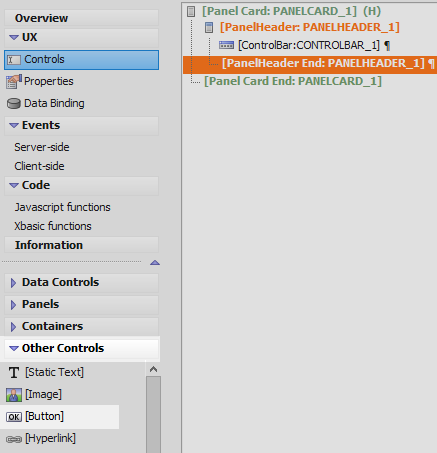 Overview
UX
Controls
Properties
Data Binding
Events
Server-side
Client-side
Code
Javascript functions
Xbasic functions
Information
Data Controls
Panels
Containers
Other Controls
T [Static Text]
[Image]
OK [Button]
[Hyperlink]
[Panel Card: PANELCARD_1] (H)
[PanelHeader: PANELHEADER_1]
[ControlBar:CONTROLBAR_1] ¶
[PanelHeader End: PANELHEADER_1] ¶
[Panel Card End: PANELCARD_1]